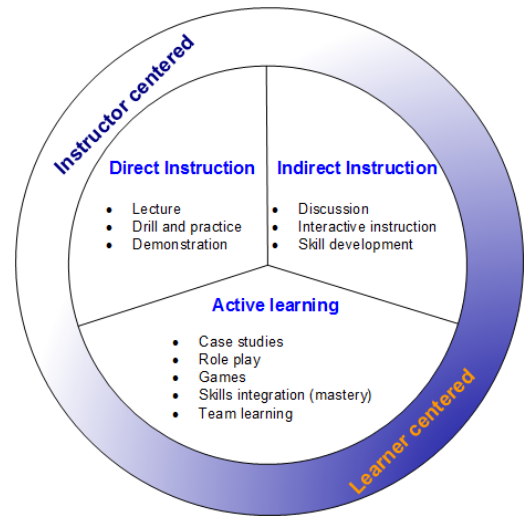 Instructor centered
Direct Instruction
• Lecture
• Drill and practice
• Demonstration
Indirect Instruction
• Discussion
• Interactive instruction
• Skill development
Active learning
• Case studies
• Role play
• Games
• Skills integration (mastery)
• Team learning
Learner centered